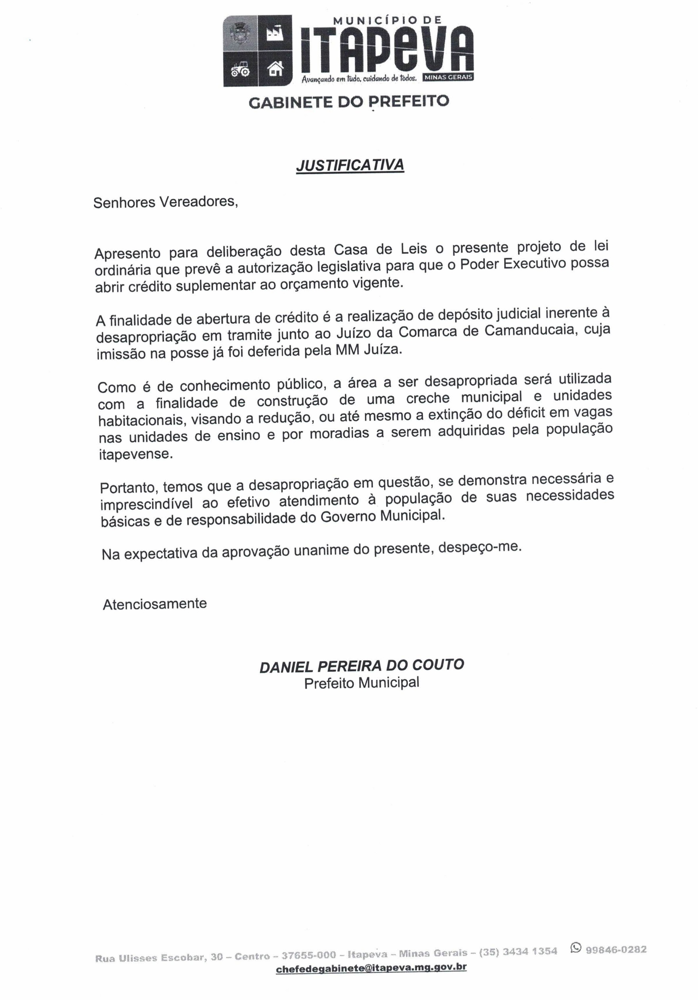 MUNICÍPIO DE
ITAPEVA
Avançando em tudo, cuidando de todos. MINAS GERAIS
GABINETE DO PREFEITO
JUSTIFICATIVA
Senhores Vereadores,
Apresento para deliberação desta Casa de Leis o presente projeto de lei
ordinária que prevê a autorização legislativa para que o Poder Executivo possa
abrir crédito suplementar ao orçamento vigente.
A finalidade de abertura de crédito é a realização de depósito judicial inerente à
desapropriação em tramite junto ao Juízo da Comarca de Camanducaia, cuja
imissão na posse já foi deferida pela MM Juíza.
Como é de conhecimento público, a área a ser desapropriada será utilizada
com a finalidade de construção de uma creche municipal e unidades
habitacionais, visando a redução, ou até mesmo a extinção do déficit em vagas
nas unidades de ensino e por moradias a serem adquiridas pela população
itapevense.
Portanto, temos que a desapropriação em questão, se demonstra necessária e
imprescindível ao efetivo atendimento à população de suas necessidades
básicas e de responsabilidade do Governo Municipal.
Na expectativa da aprovação unanime do presente, despeço-me.
Atenciosamente
DANIEL PEREIRA DO COUTO
Prefeito Municipal
Rua Ulisses Escobar, 30 – Centro – 37655-000 – Itapeva – Minas Gerais – (35) 3434 1354 99846-0282
chefedegabinete@itapeva.mg.gov.br